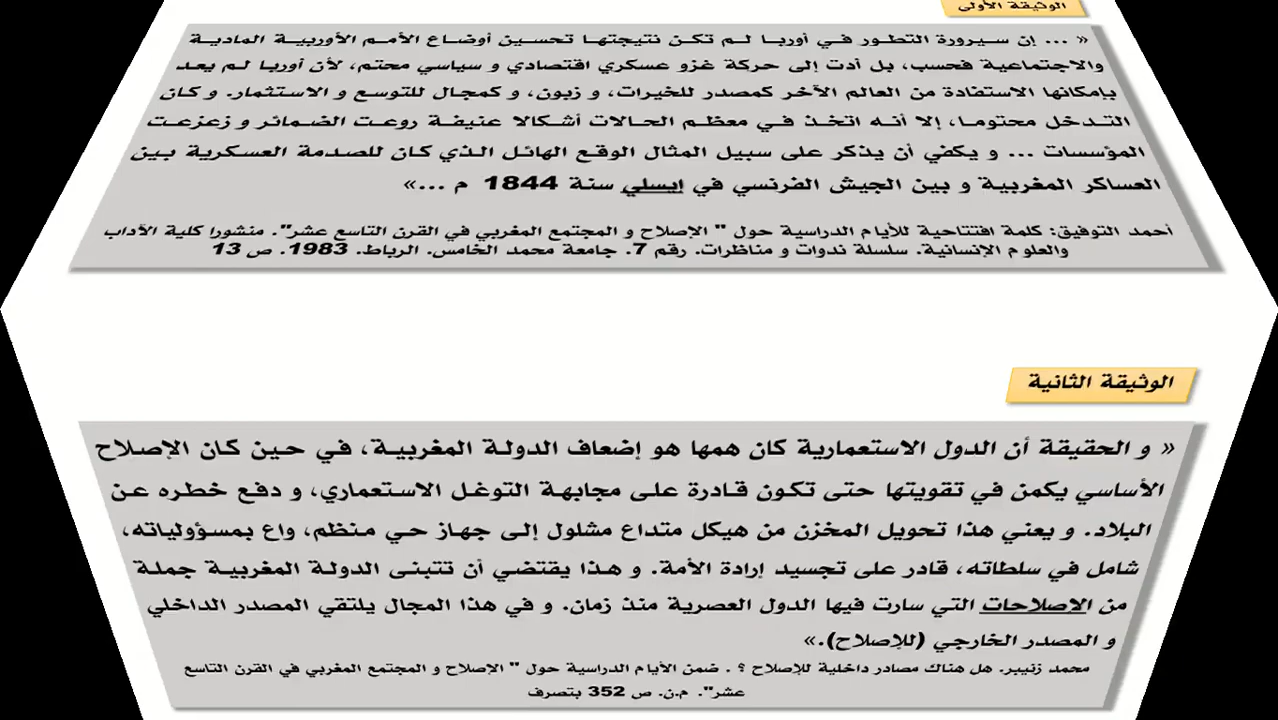 الوثيقة الأولى
« ... إن سيرورة التطور في أوربا لم تكن نتيجتها تحسين أوضاع الأمم الأوربية المادية
والاجتماعية فحسب، بل أدت إلى حركة غزو عسكري اقتصادي و سياسي محتم، لأن أوربا لم يعد
بإمكانها الاستفادة من العالم الآخر كمصدر للخيرات، و زبون، و كمجال للتوسع و الاستثمار. و كان
التدخل محتوما، إلا أنه اتخذ في معظم الحالات أشكالا عنيفة روعت الضمائر و زعزعت
المؤسسات ... و يكفي أن يذكر على سبيل المثال الوقع الهائل الذي كان للصدمة العسكرية بين
العساكر المغربية و بين الجيش الفرنسي في إيسلي سنة 1844 م ...»
أحمد التوفيق: كلمة افتتاحية للأيام الدراسية حول " الإصلاح و المجتمع المغربي في القرن التاسع عشر". منشورا كلية الآداب
والعلوم الإنسانية. سلسلة ندوات و مناظرات. رقم 7. جامعة محمد الخامس. الرباط. 1983. ص 13
الوثيقة الثانية
« و الحقيقة أن الدول الاستعمارية كان همها هو إضعاف الدولة المغربية، في حين كان الإصلاح
الأساسي يكمن في تقويتها حتى تكون قادرة على مجابهة التوغل الاستعماري، و دفع خطره عن
البلاد. و يعني هذا تحويل المخزن من هيكل متداع مشلول إلى جهاز حي منظم، واع بمسؤولياته،
شامل في سلطاته، قادر على تجسيد إرادة الأمة. و هذا يقتضي أن تتبنى الدولة المغربية جملة
من الاصلاحات التي سارت فيها الدول العصرية منذ زمان. و في هذا المجال يلتقي المصدر الداخلي
و المصدر الخارجي (للإصلاح).»
محمد زنيبر. هل هناك مصادر داخلية للإصلاح ؟ . ضمن الأيام الدراسية حول " الإصلاح و المجتمع المغربي في القرن التاسع
عشر". م.ن. ص 352 بتصرف